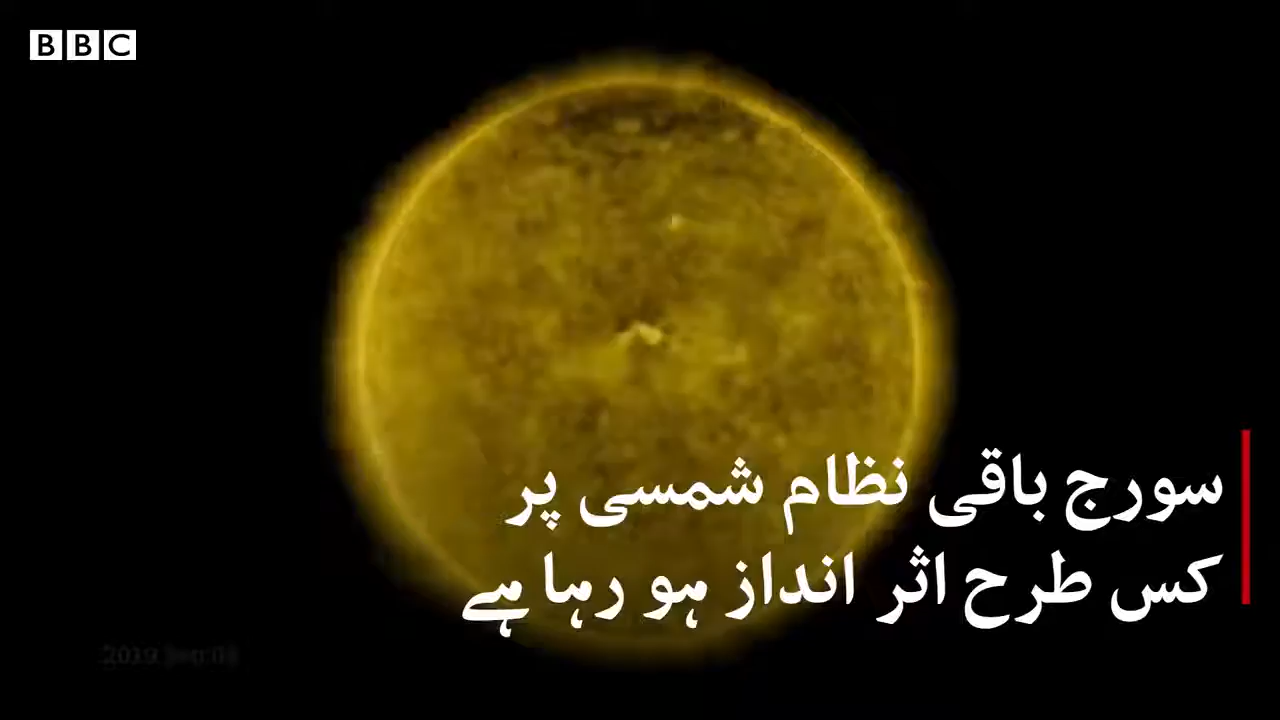 BBC
سورج باقی نظام شمسی پر
کس طرح اثر انداز ہو رہا ہے